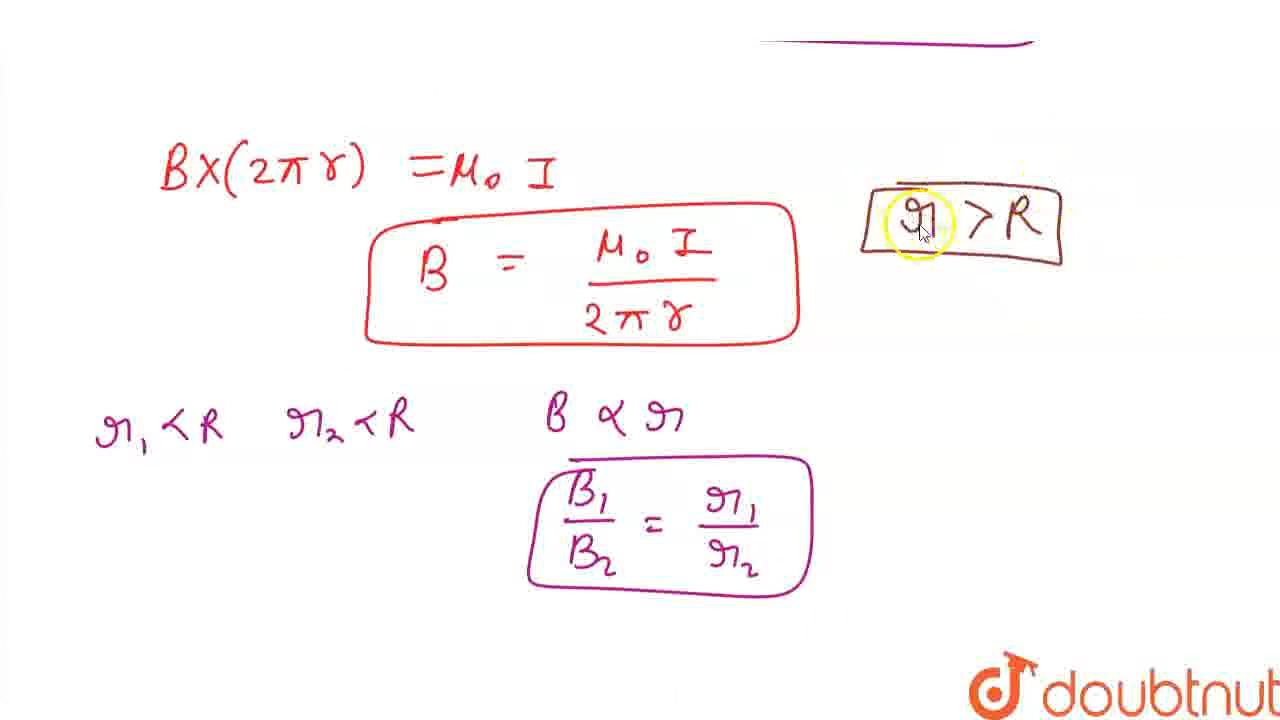 B×(2πr) = μ₀ I
r > R
B = μ₀ I / 2πr
r₁ < R r₂ < R B ∝ r
B₁/B₂ = r₁/r₂
doubtnut